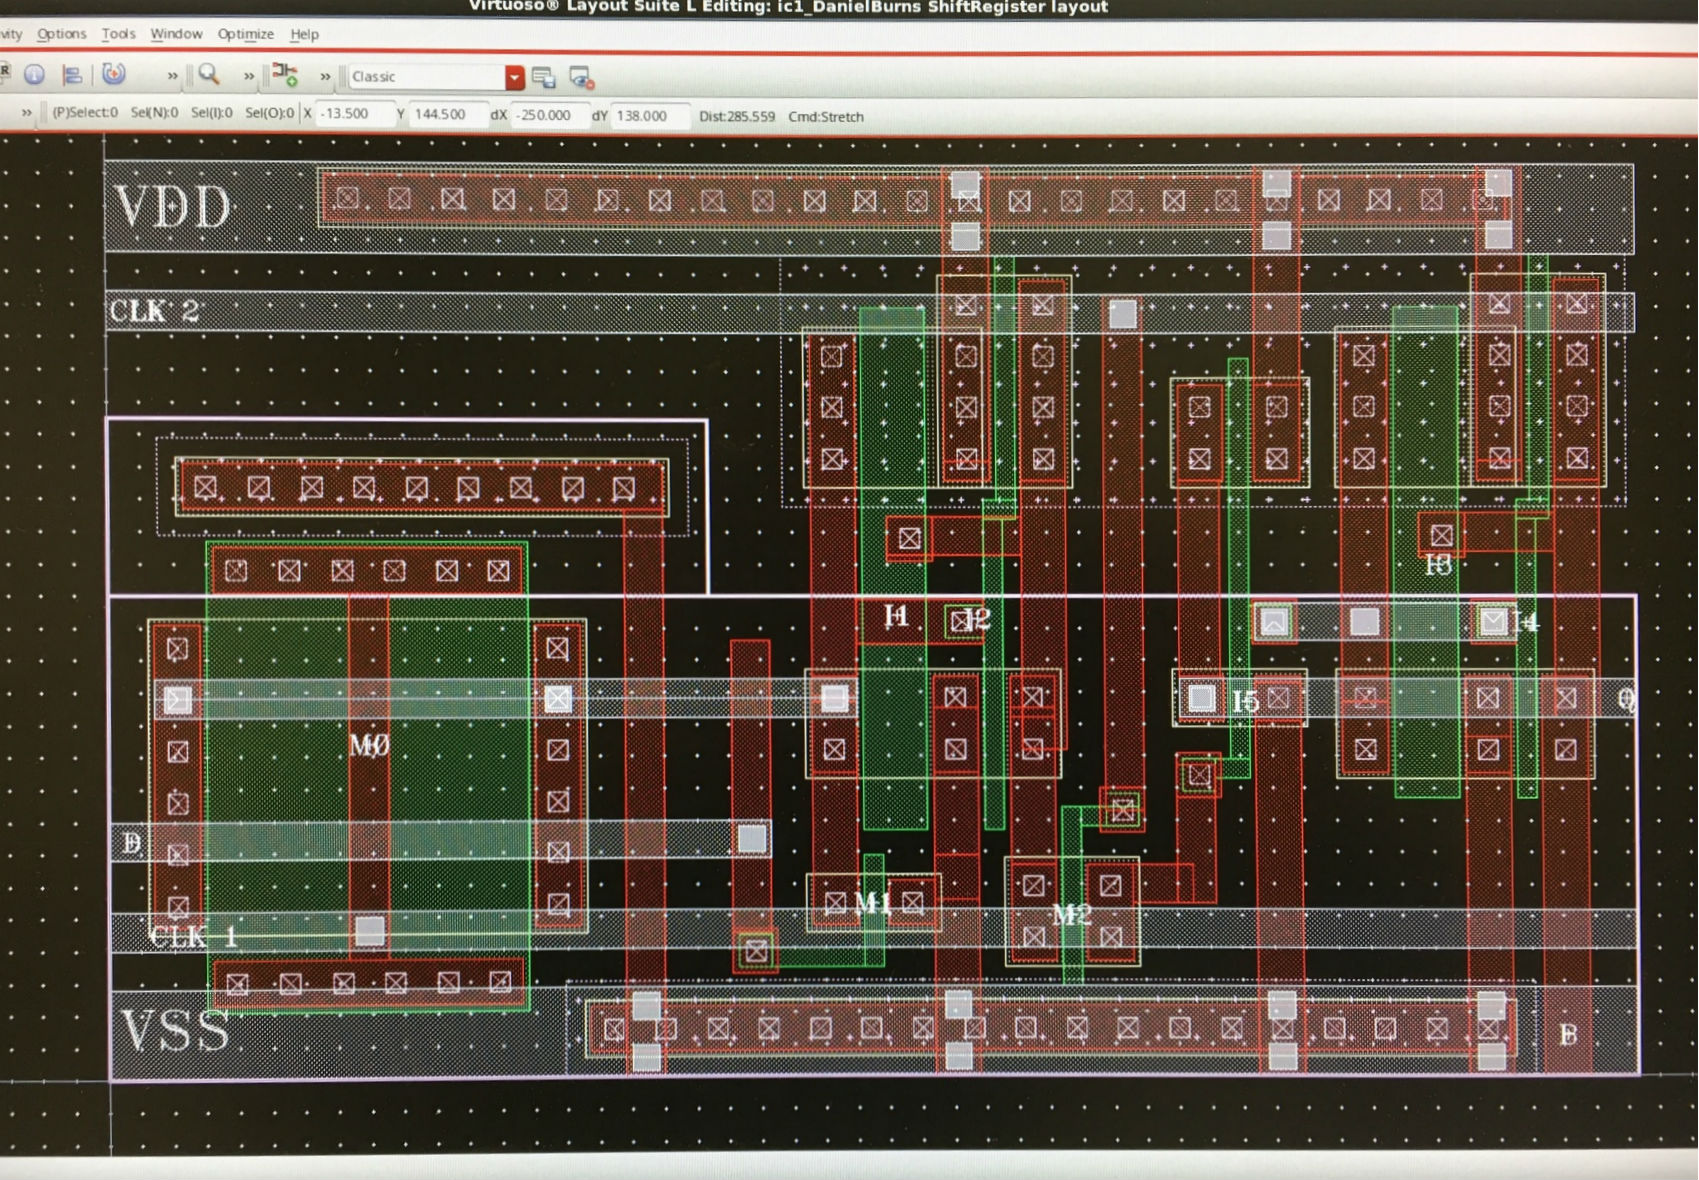 Virtuoso® Layout Suite L Editing: ic1_DanielBurns ShiftRegister layout
vity Options Tools Window Optimize Help
R » » » Classic
» (P)Select:0 Sel(N):0 Sel(I):0 Sel(O):0 X -13.500 Y 144.500 dX -250.000 dY 138.000 Dist:285.559 Cmd:Stretch
VDD
CLK 2
I3
I1 I2 I4
I5 Q
M0
D
M1 M2
CLK 1
VSS B